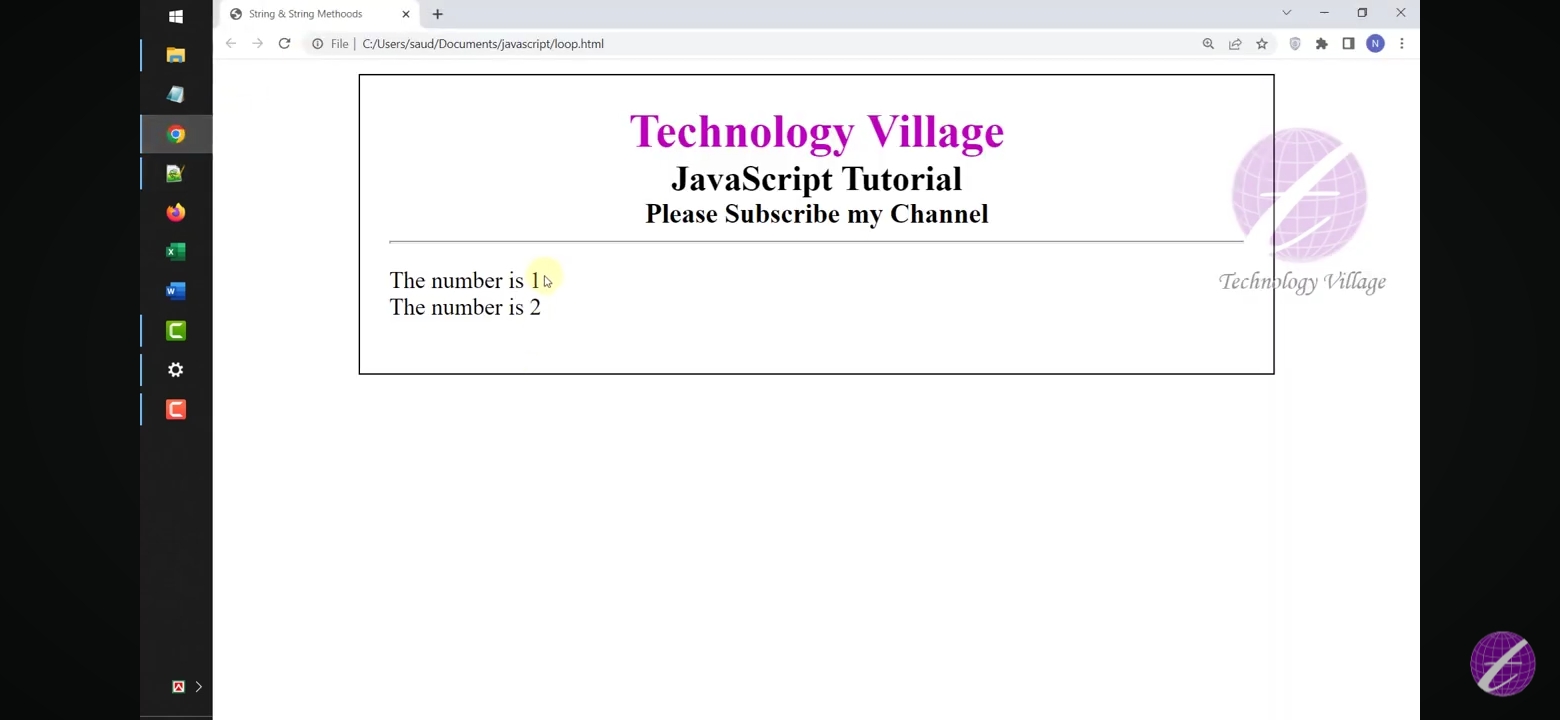 String & String Methoods
File
C:/Users/saud/Documents/javascript/loop.html
N
Technology Village
JavaScript Tutorial
Please Subscribe my Channel
The number is 1
The number is 2
Technology Village